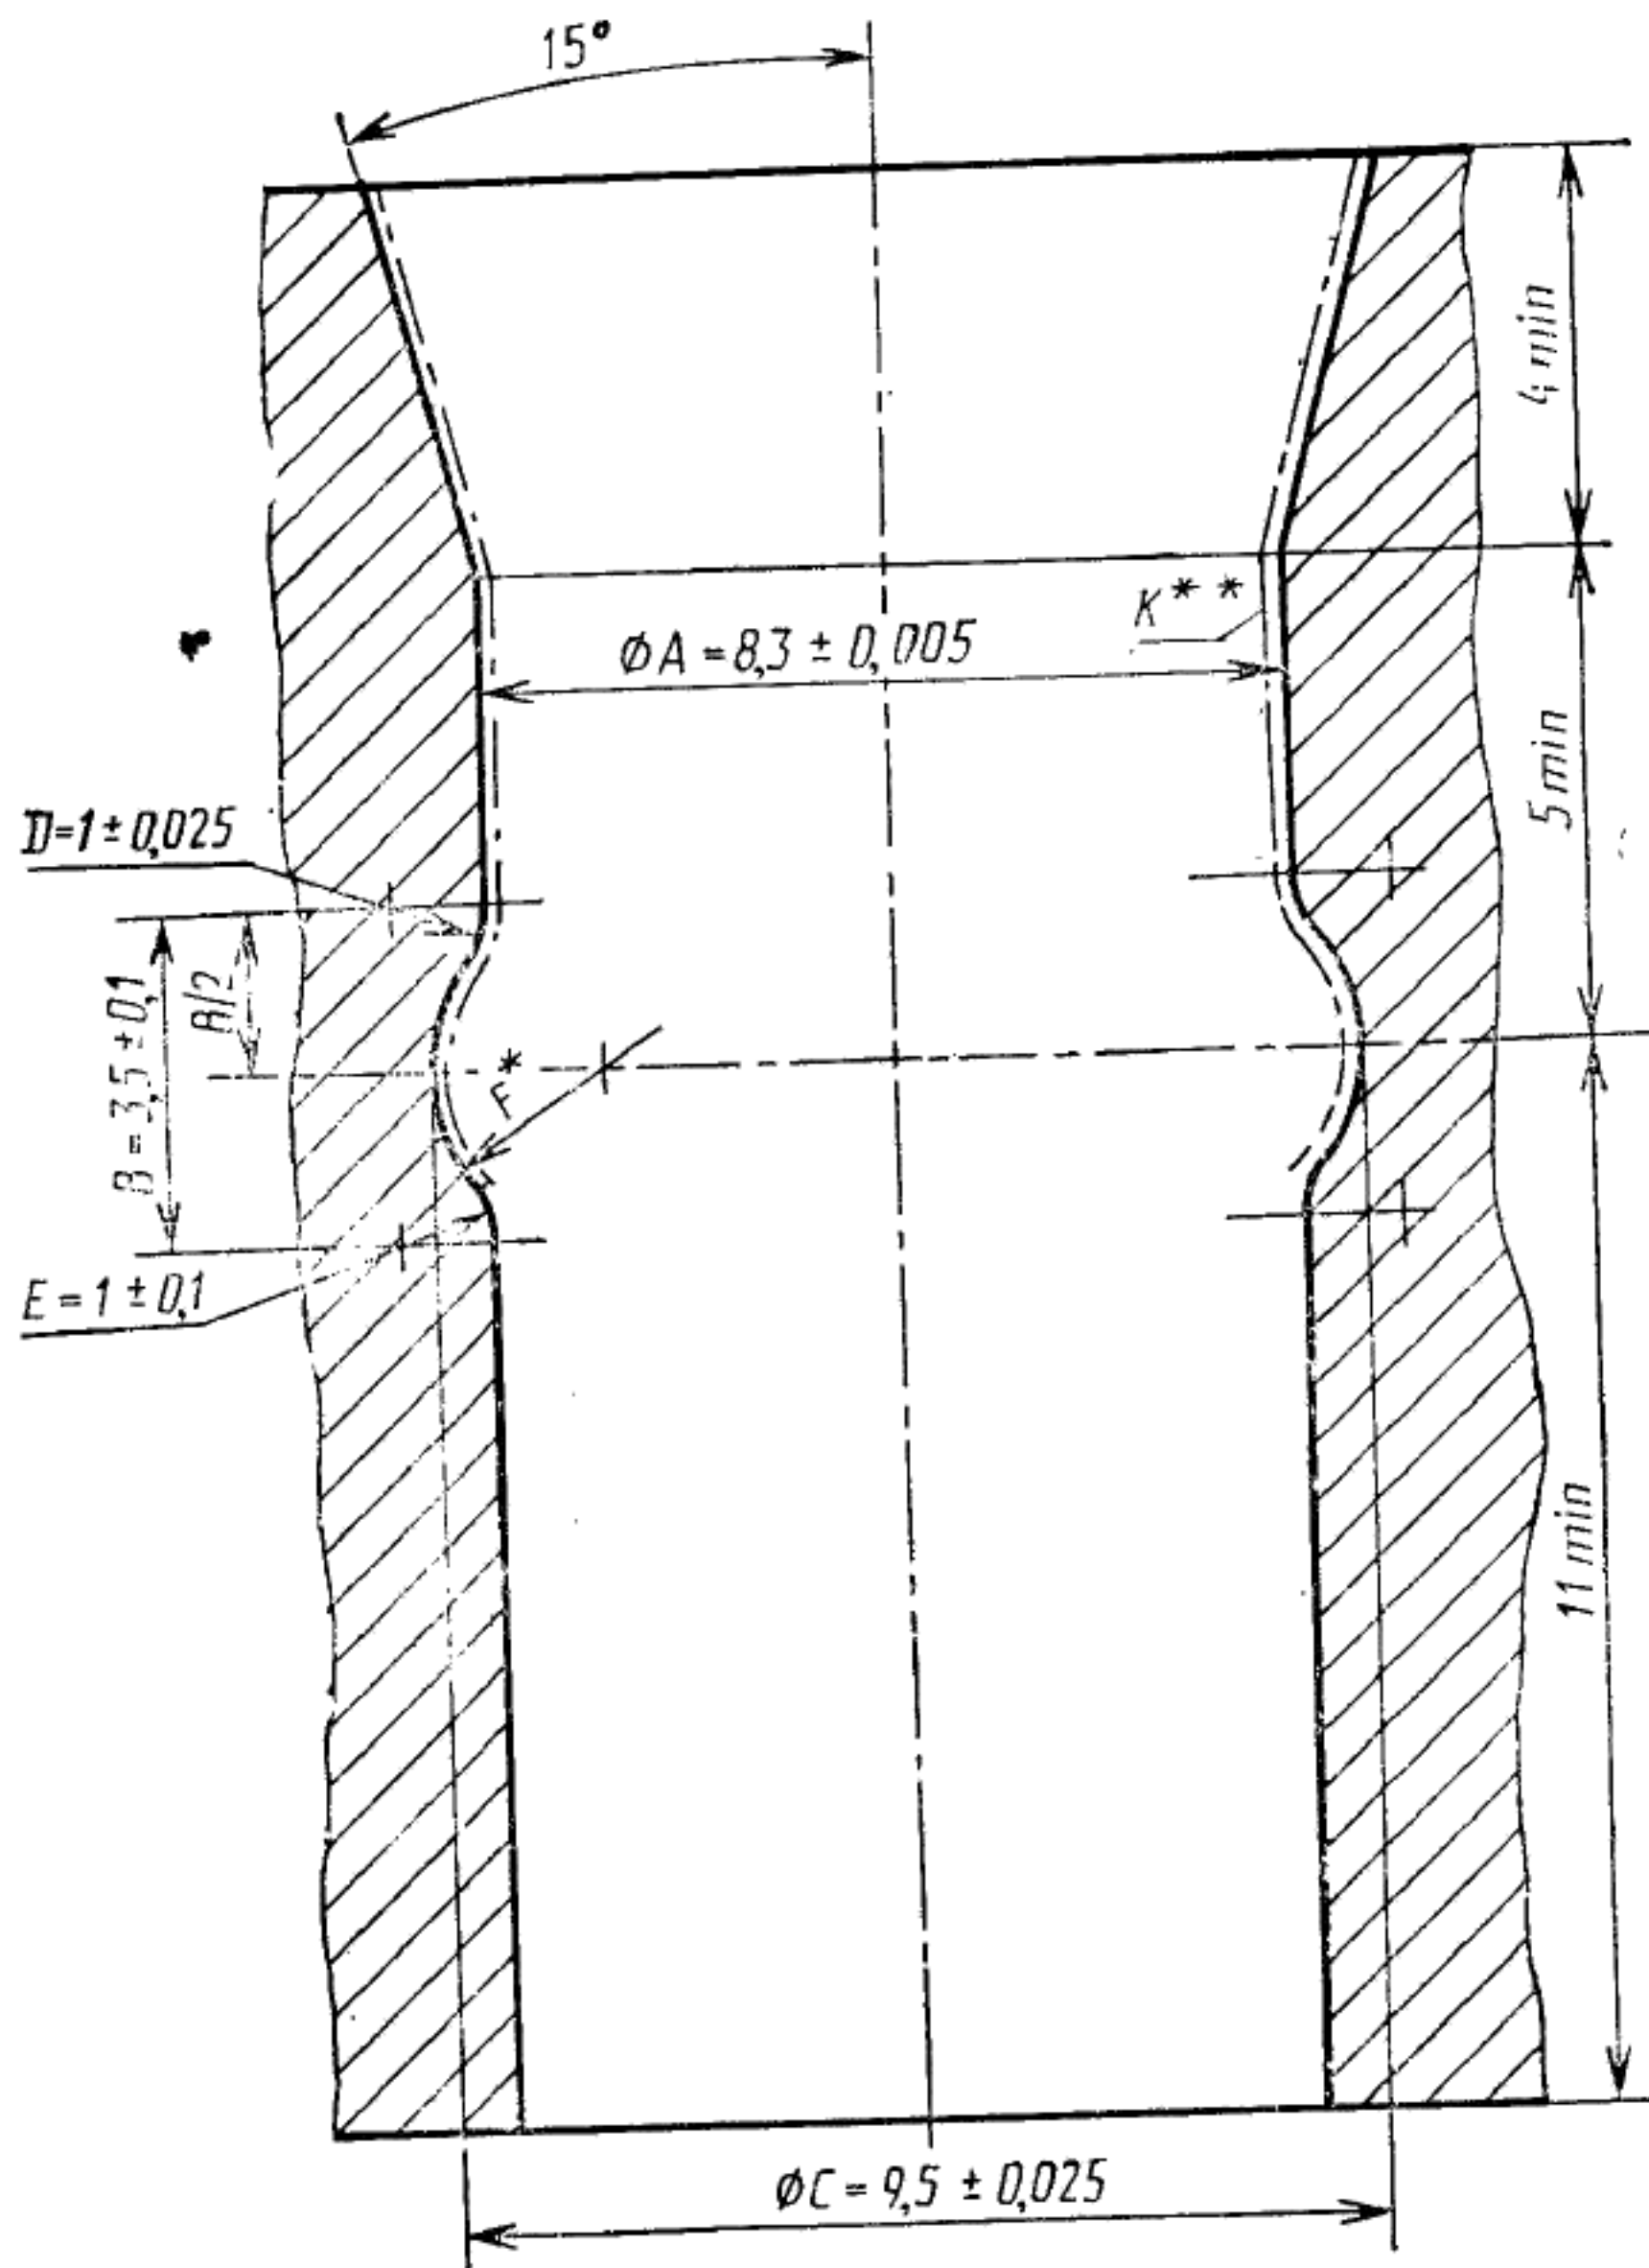 15°
4 min
K**
ØA = 8,3 ± 0,005
5 min
D=1 ± 0,025
B = 3,5 ± 0,1
B/2
F*
E = 1 ± 0,1
11 min
ØC = 9,5 ± 0,025